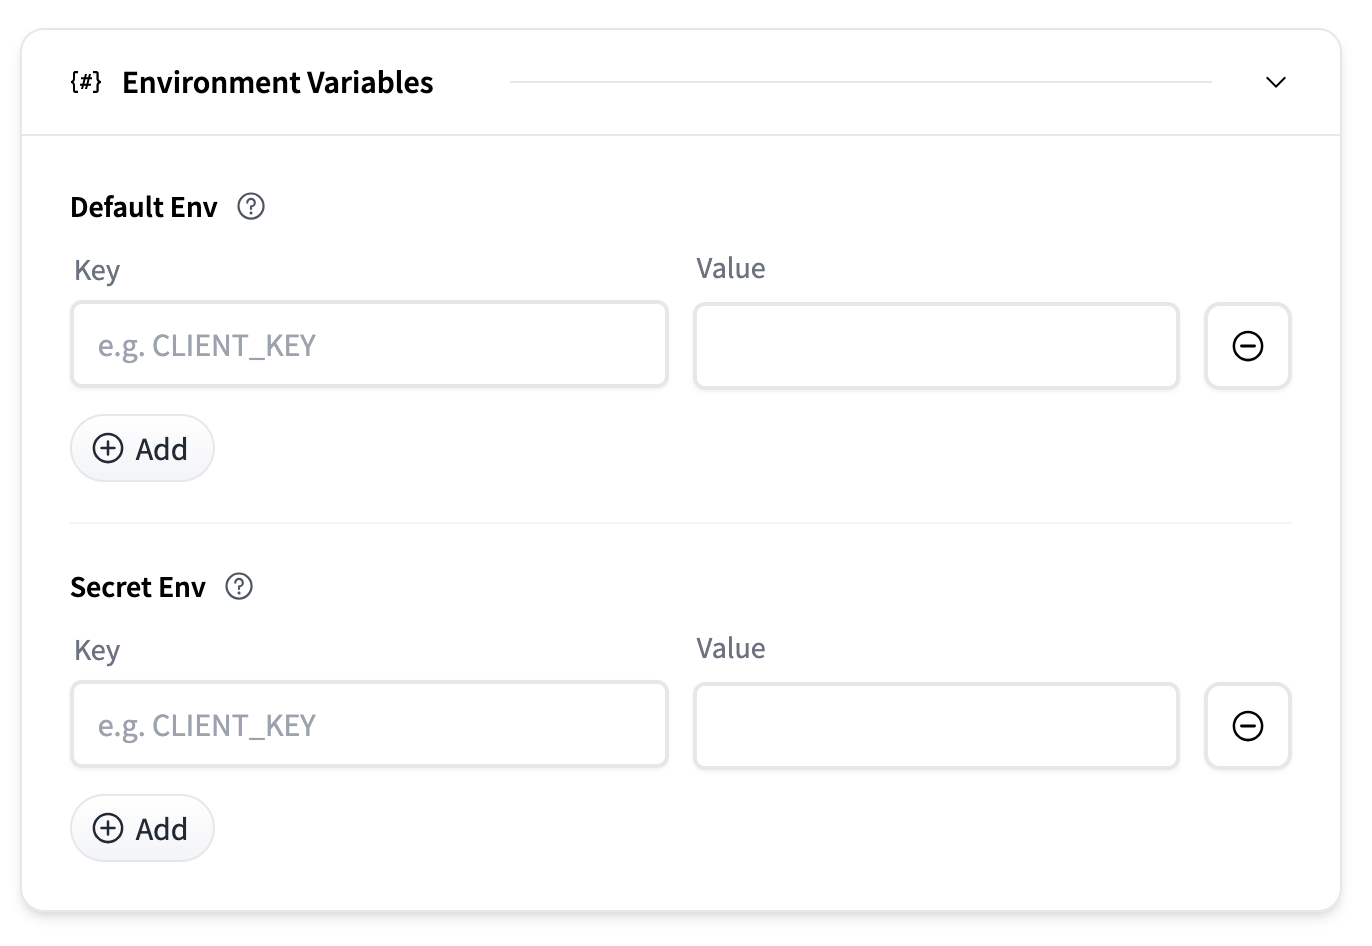 {#} Environment Variables
Default Env ?
Key Value
e.g. CLIENT_KEY
Add
Secret Env ?
Key Value
e.g. CLIENT_KEY
Add